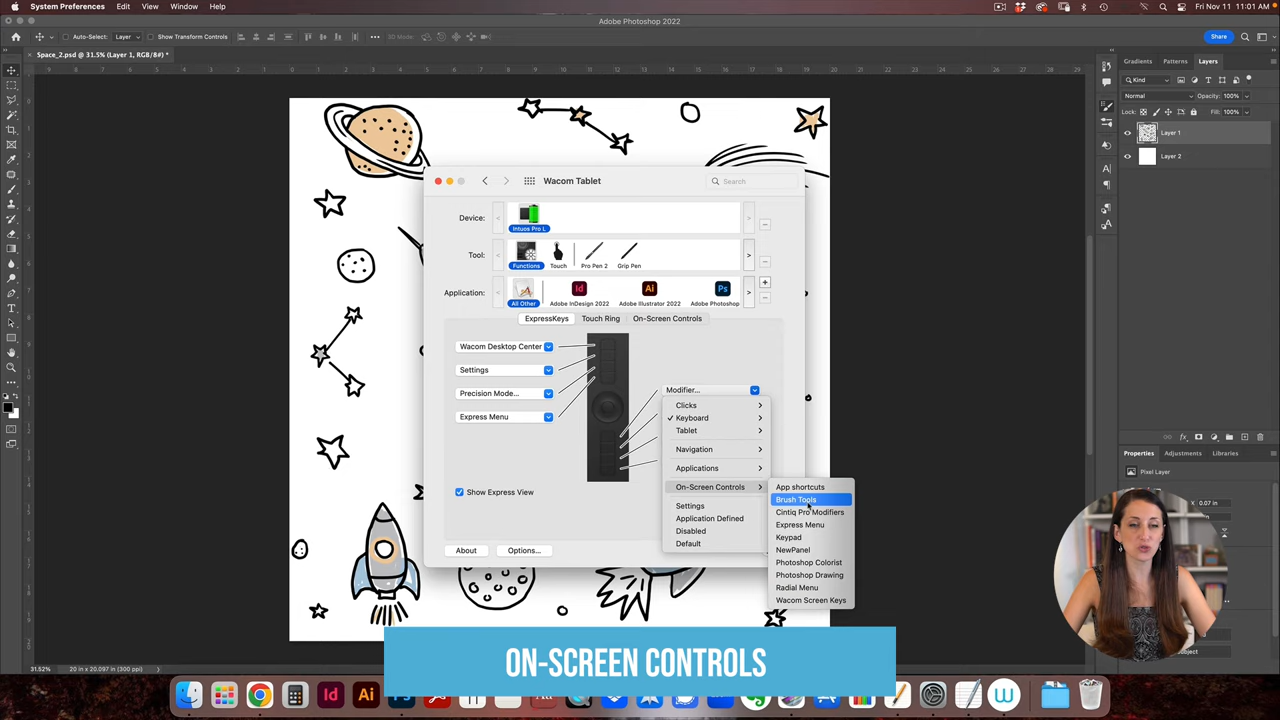 System Preferences Edit View Window Help
Fri Nov 11 11:01 AM
Adobe Photoshop 2022
Auto-Select: Layer Show Transform Controls
3D Mode:
Share
Space_2.psd @ 31.5% (Layer 1, RGB/8#) *
Gradients Patterns Layers
Kind
Normal Opacity: 100%
Lock: Fill: 100%
Layer 1
Layer 2
Wacom Tablet
Search
Device:
Intuos Pro L
Tool:
Functions Touch Pro Pen 2 Grip Pen
Application:
All Other Adobe InDesign 2022 Adobe Illustrator 2022 Adobe Photoshop
ExpressKeys Touch Ring On-Screen Controls
Wacom Desktop Center
Settings
Precision Mode...
Express Menu
Modifier...
Clicks
Keyboard
Tablet
Navigation
Applications
On-Screen Controls
Settings
Application Defined
Disabled
Default
App shortcuts
Brush Tools
Cintiq Pro Modifiers
Express Menu
Keypad
NewPanel
Photoshop Colorist
Photoshop Drawing
Radial Menu
Wacom Screen Keys
Show Express View
About Options...
Properties Adjustments Libraries
Pixel Layer
X: 0.07 in
31.52% 20 in x 20.097 in (300 ppi)
ON-SCREEN CONTROLS